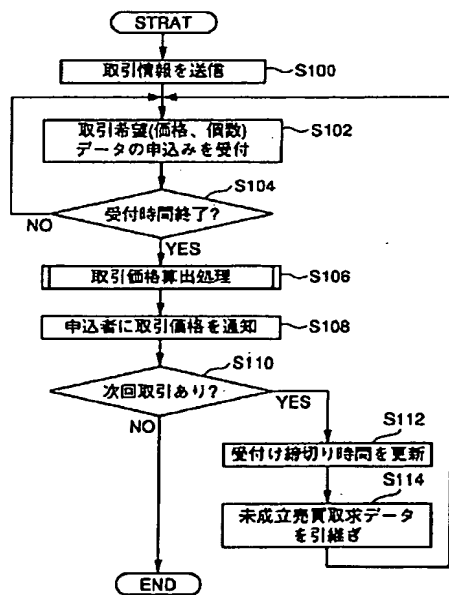 STRAT
取引情報を送信
S100
取引希望(価格、個数)
データの申込みを受付
S102
S104
受付時間終了?
NO
YES
取引価格算出処理
S106
申込者に取引価格を通知
S108
S110
次回取引あり?
YES
NO
S112
受付け締切り時間を更新
S114
未成立売買取求データ
を引継ぎ
END